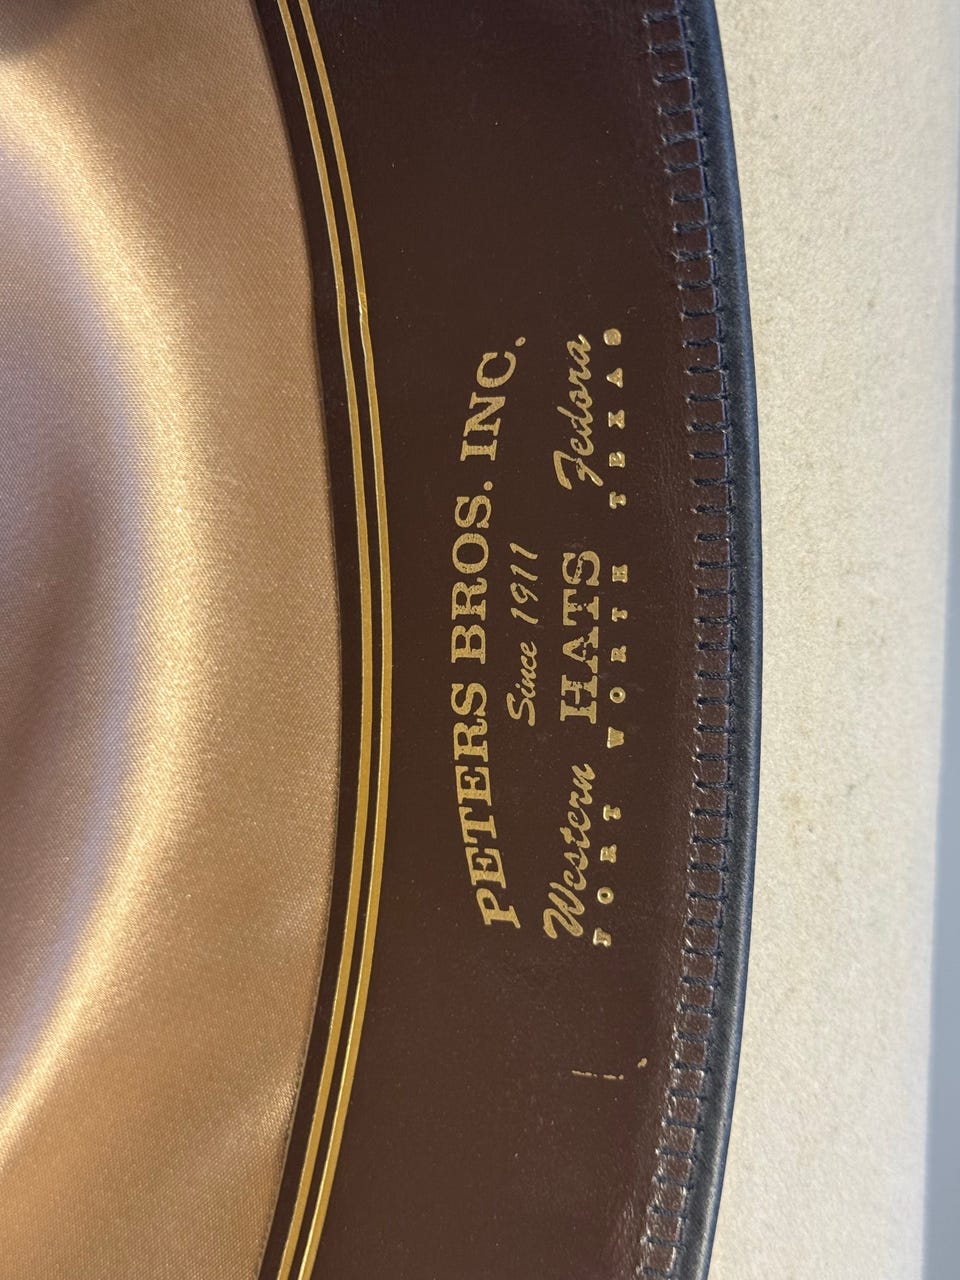 PETERS BROS. INC.
Since 1911
Western HATS Fedora
FORT WORTH TEXAS